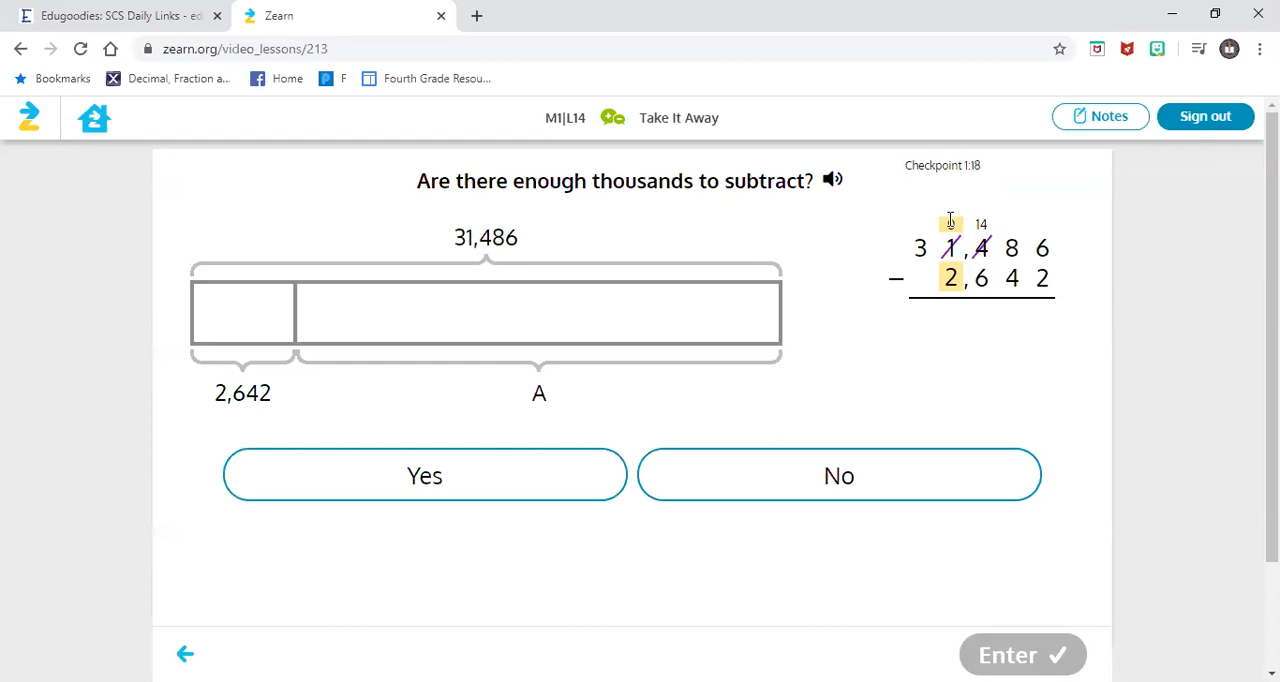 Edugoodies: SCS Daily Links - ed
Zearn
zearn.org/video_lessons/213
Bookmarks
Decimal, Fraction a...
Home
F
Fourth Grade Resou...
M1|L14
Take It Away
Notes
Sign out
Checkpoint 1:18
Are there enough thousands to subtract?
31,486
14
3 1,4 8 6
− 2,6 4 2
2,642
A
Yes
No
Enter ✓